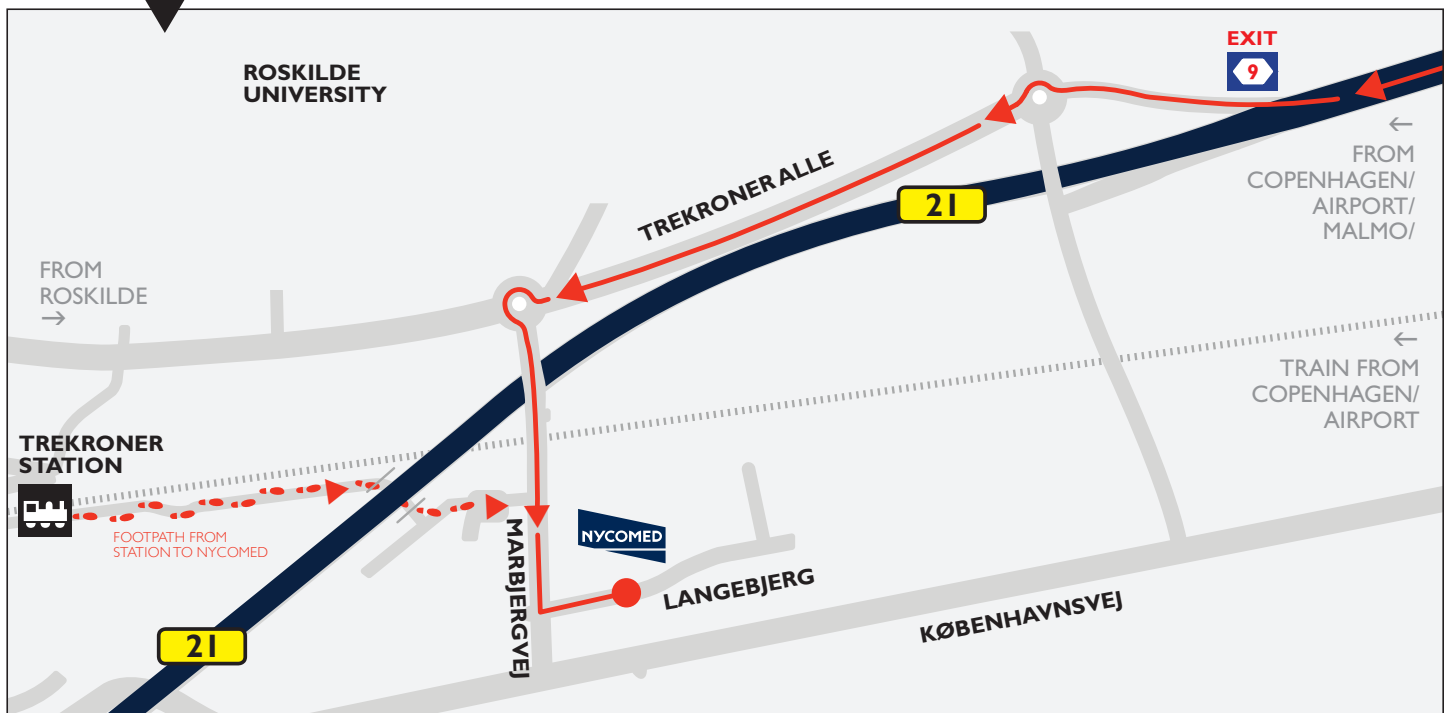 ROSKILDE
UNIVERSITY
EXIT
9
FROM
COPENHAGEN/
AIRPORT/
MALMO/
TREKRONER ALLE
21
FROM
ROSKILDE
→
←
←
TRAIN FROM
COPENHAGEN/
AIRPORT
TREKRONER
STATION
FOOTPATH FROM
STATION TO NYCOMED
MARBJERGVEJ
NYCOMED
LANGEBJERG
KØBENHAVNSVEJ
21